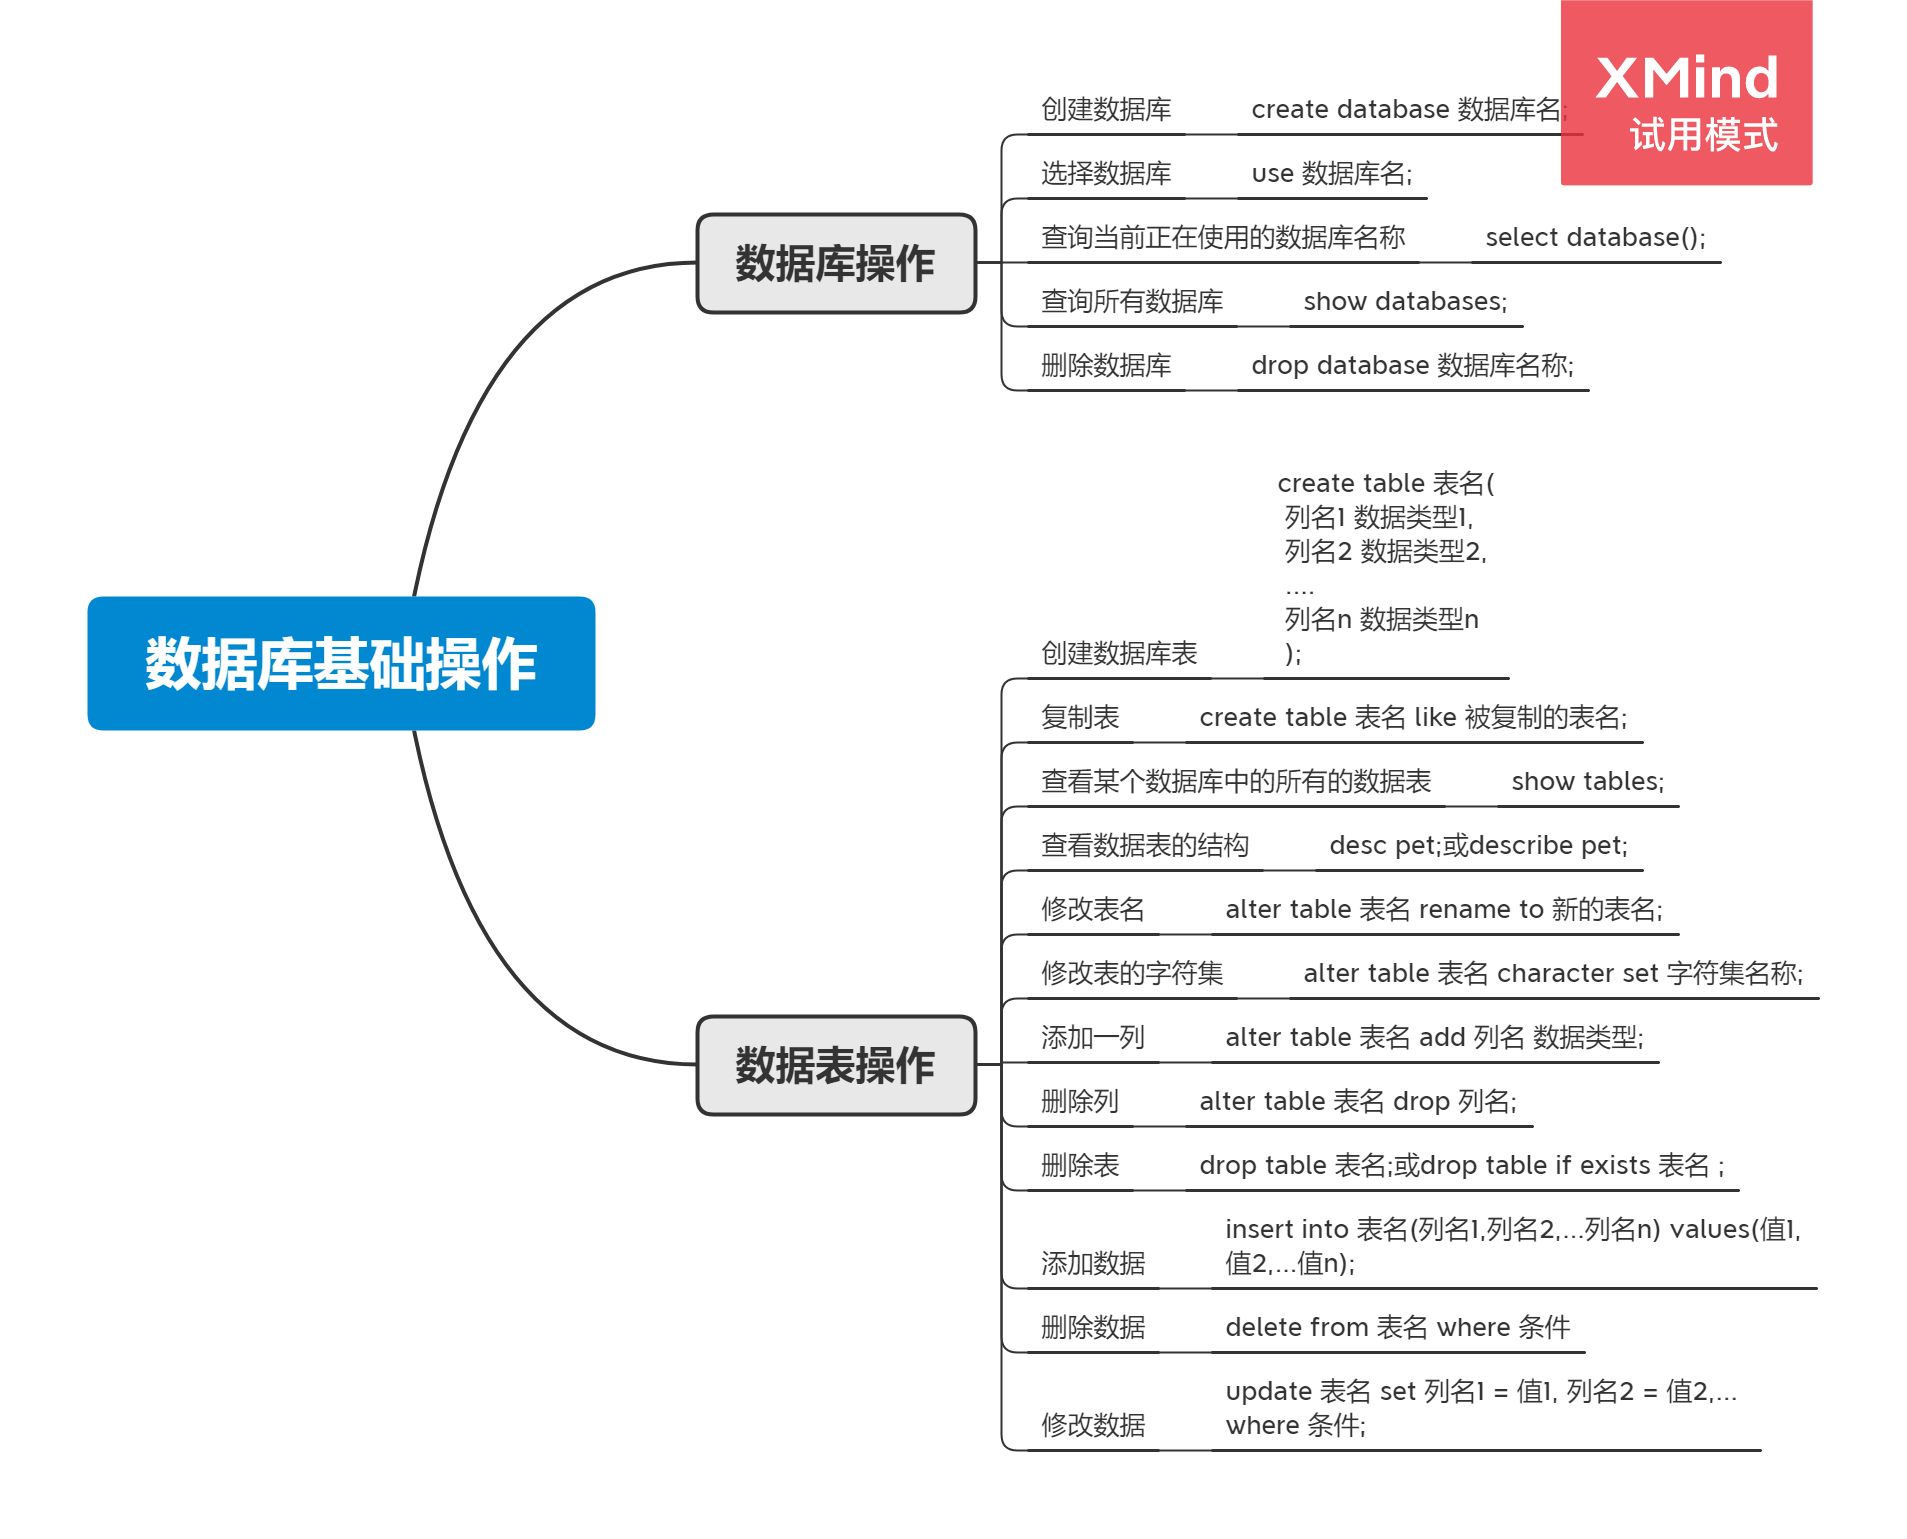 XMind
试用模式
数据库基础操作
数据库操作
创建数据库 create database 数据库名;
选择数据库 use 数据库名;
查询当前正在使用的数据库名称 select database();
查询所有数据库 show databases;
删除数据库 drop database 数据库名称;
数据表操作
创建数据库表
create table 表名(
列名1 数据类型1,
列名2 数据类型2,
....
列名n 数据类型n
);
复制表 create table 表名 like 被复制的表名;
查看某个数据库中的所有的数据表 show tables;
查看数据表的结构 desc pet;或describe pet;
修改表名 alter table 表名 rename to 新的表名;
修改表的字符集 alter table 表名 character set 字符集名称;
添加一列 alter table 表名 add 列名 数据类型;
删除列 alter table 表名 drop 列名;
删除表 drop table 表名;或drop table if exists 表名 ;
添加数据
insert into 表名(列名1,列名2,...列名n) values(值1,
值2,...值n);
删除数据 delete from 表名 where 条件
修改数据
update 表名 set 列名1 = 值1, 列名2 = 值2,...
where 条件;